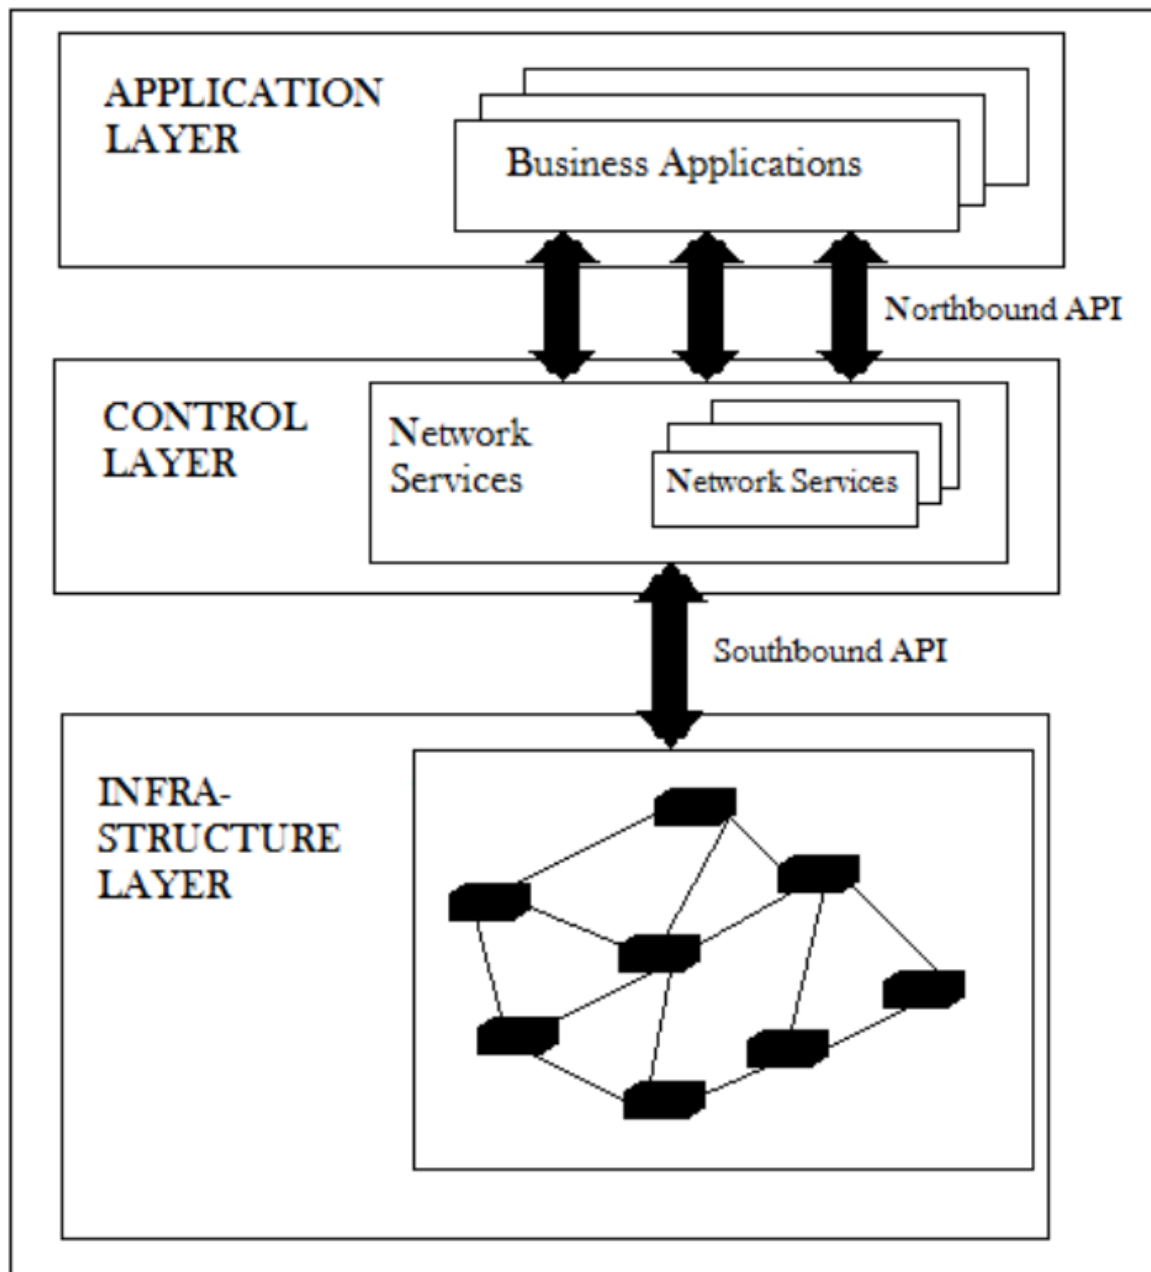 APPLICATION
LAYER
Business Applications
Northbound API
CONTROL
LAYER
Network
Services
Network Services
Southbound API
INFRA-
STRUCTURE
LAYER